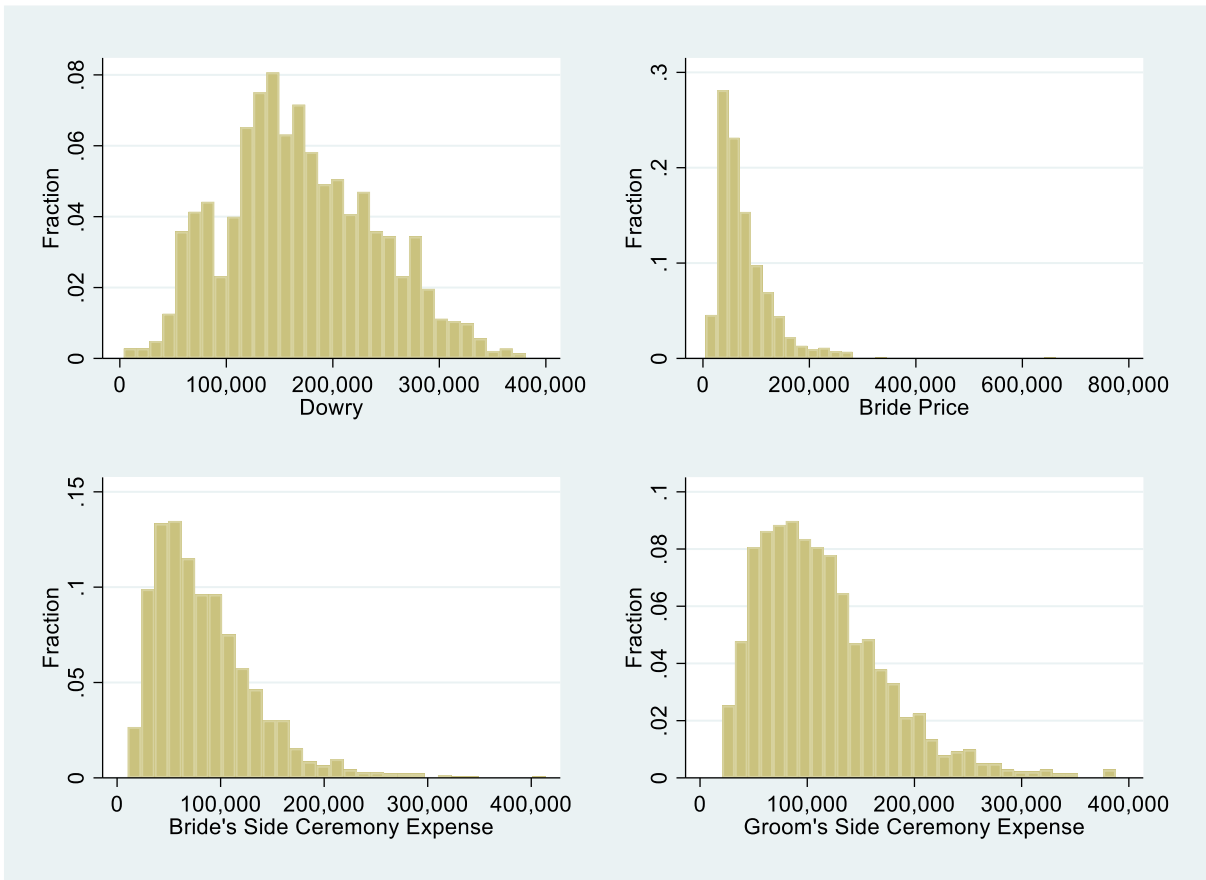 .08
.06
.04
.02
0
Fraction
0 100,000 200,000 300,000 400,000
Dowry
.3
.2
.1
0
Fraction
0 200,000 400,000 600,000 800,000
Bride Price
.15
.1
.05
0
Fraction
0 100,000 200,000 300,000 400,000
Bride's Side Ceremony Expense
.1
.08
.06
.04
.02
0
Fraction
0 100,000 200,000 300,000 400,000
Groom's Side Ceremony Expense